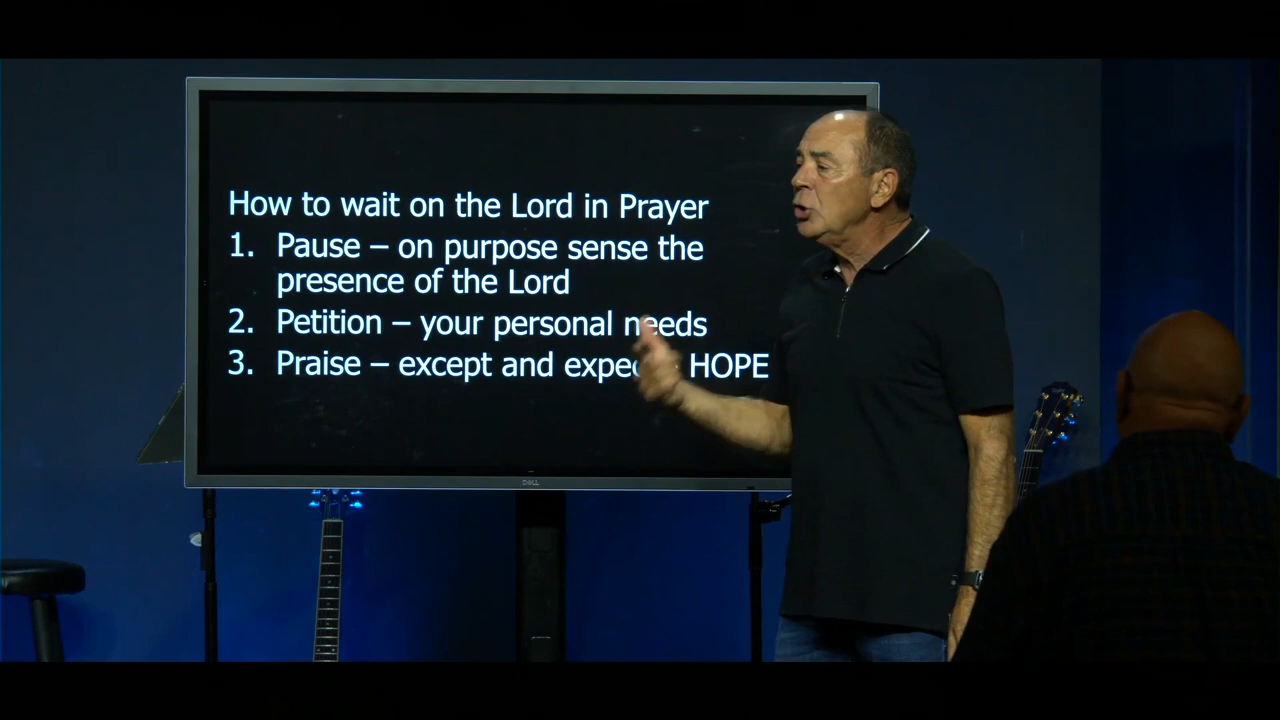 How to wait on the Lord in Prayer
1. Pause – on purpose sense the
presence of the Lord
2. Petition – your personal needs
3. Praise – except and HOPE
DELL